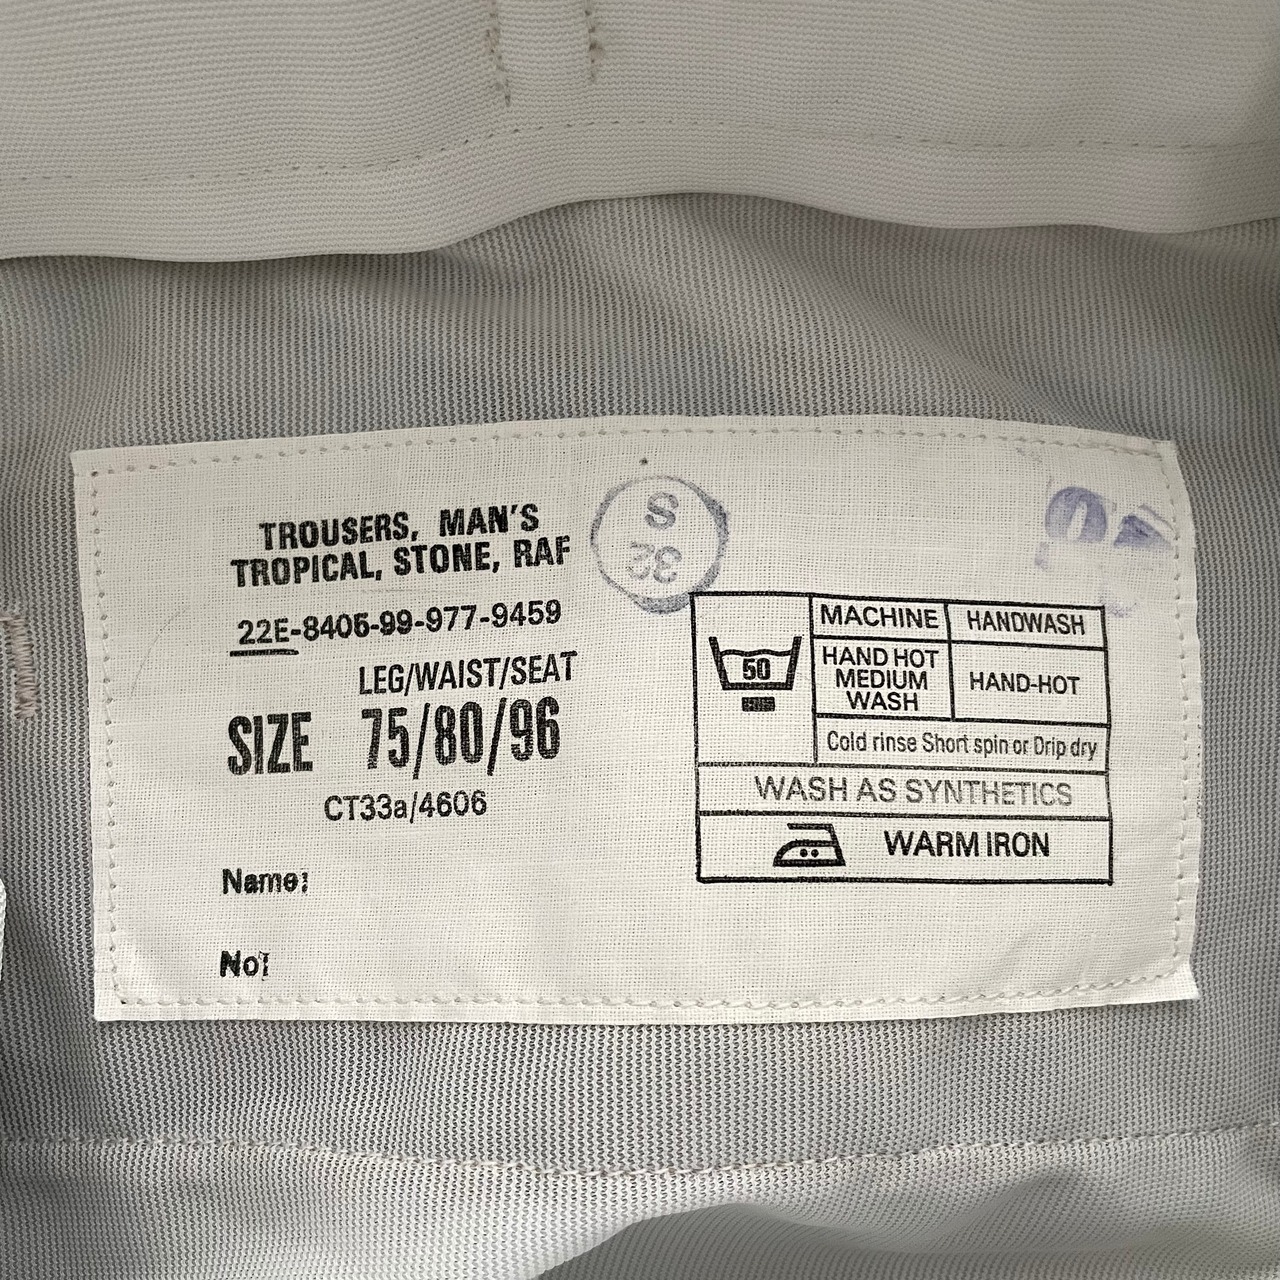 TROUSERS, MAN'S
TROPICAL, STONE, RAF
22E-8405-99-977-9459
LEG/WAIST/SEAT
SIZE 75/80/96
CT33a/4606
Name:
No:
S
32
50
MACHINE HANDWASH
HAND HOT
MEDIUM
WASH
HAND-HOT
Cold rinse Short spin or Drip dry
WASH AS SYNTHETICS
WARM IRON